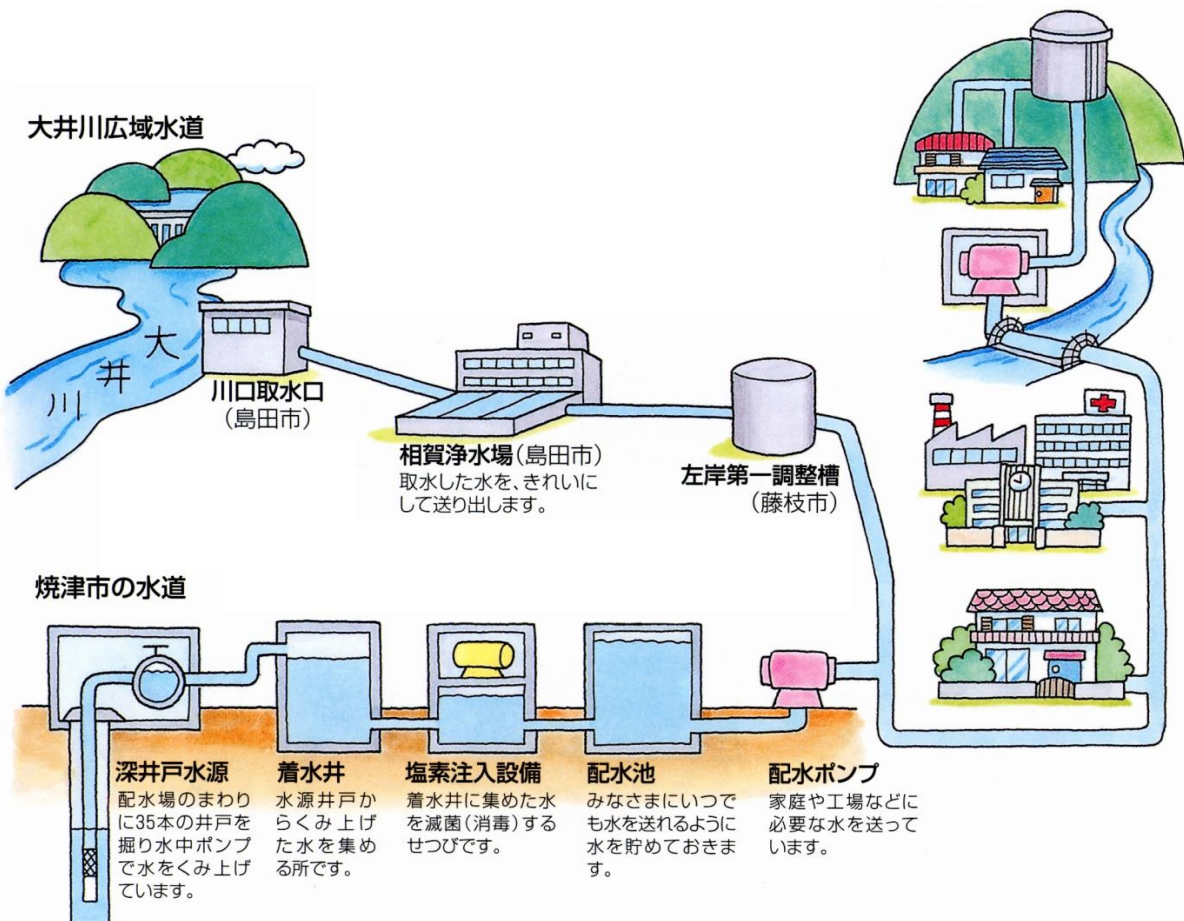 大井川広域水道
大井川
川口取水口
(島田市)
相賀浄水場(島田市)
取水した水を、きれいに
して送り出します。
左岸第一調整槽
(藤枝市)
焼津市の水道
深井戸水源
配水場のまわり
に35本の井戸を
掘り水中ポンプ
で水をくみ上げ
ています。
着水井
水源井戸か
らくみ上げ
た水を集め
る所です。
塩素注入設備
着水井に集めた水
を滅菌(消毒)する
せつびです。
配水池
みなさまにいつで
も水を送れるように
水を貯めておきま
す。
配水ポンプ
家庭や工場などに
必要な水を送って
います。